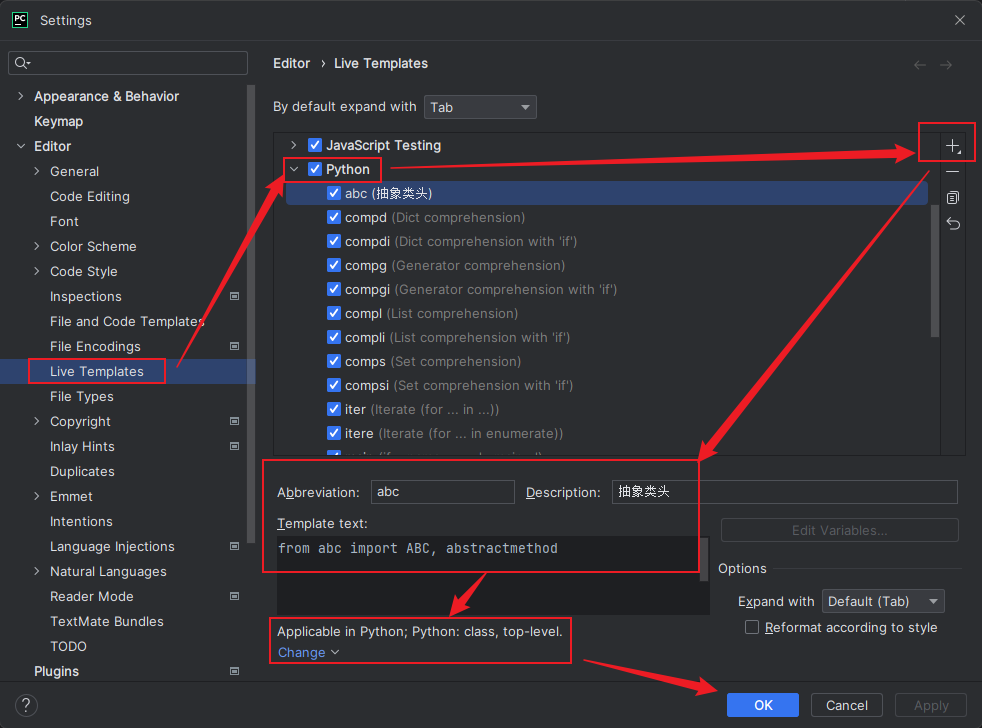 PC
Settings
Appearance & Behavior
Keymap
Editor
General
Code Editing
Font
Color Scheme
Code Style
Inspections
File and Code Templates
File Encodings
Live Templates
File Types
Copyright
Inlay Hints
Duplicates
Emmet
Intentions
Language Injections
Natural Languages
Reader Mode
TextMate Bundles
TODO
Plugins
Editor › Live Templates
By default expand with Tab
JavaScript Testing
Python
abc (抽象类头)
compd (Dict comprehension)
compdi (Dict comprehension with 'if')
compg (Generator comprehension)
compgi (Generator comprehension with 'if')
compl (List comprehension)
compli (List comprehension with 'if')
comps (Set comprehension)
compsi (Set comprehension with 'if')
iter (Iterate (for ... in ...))
itere (Iterate (for ... in enumerate))
Abbreviation: abc Description: 抽象类头
Template text:
from abc import ABC, abstractmethod
Edit Variables...
Options
Expand with Default (Tab)
Reformat according to style
Applicable in Python; Python: class, top-level.
Change
?
OK Cancel Apply